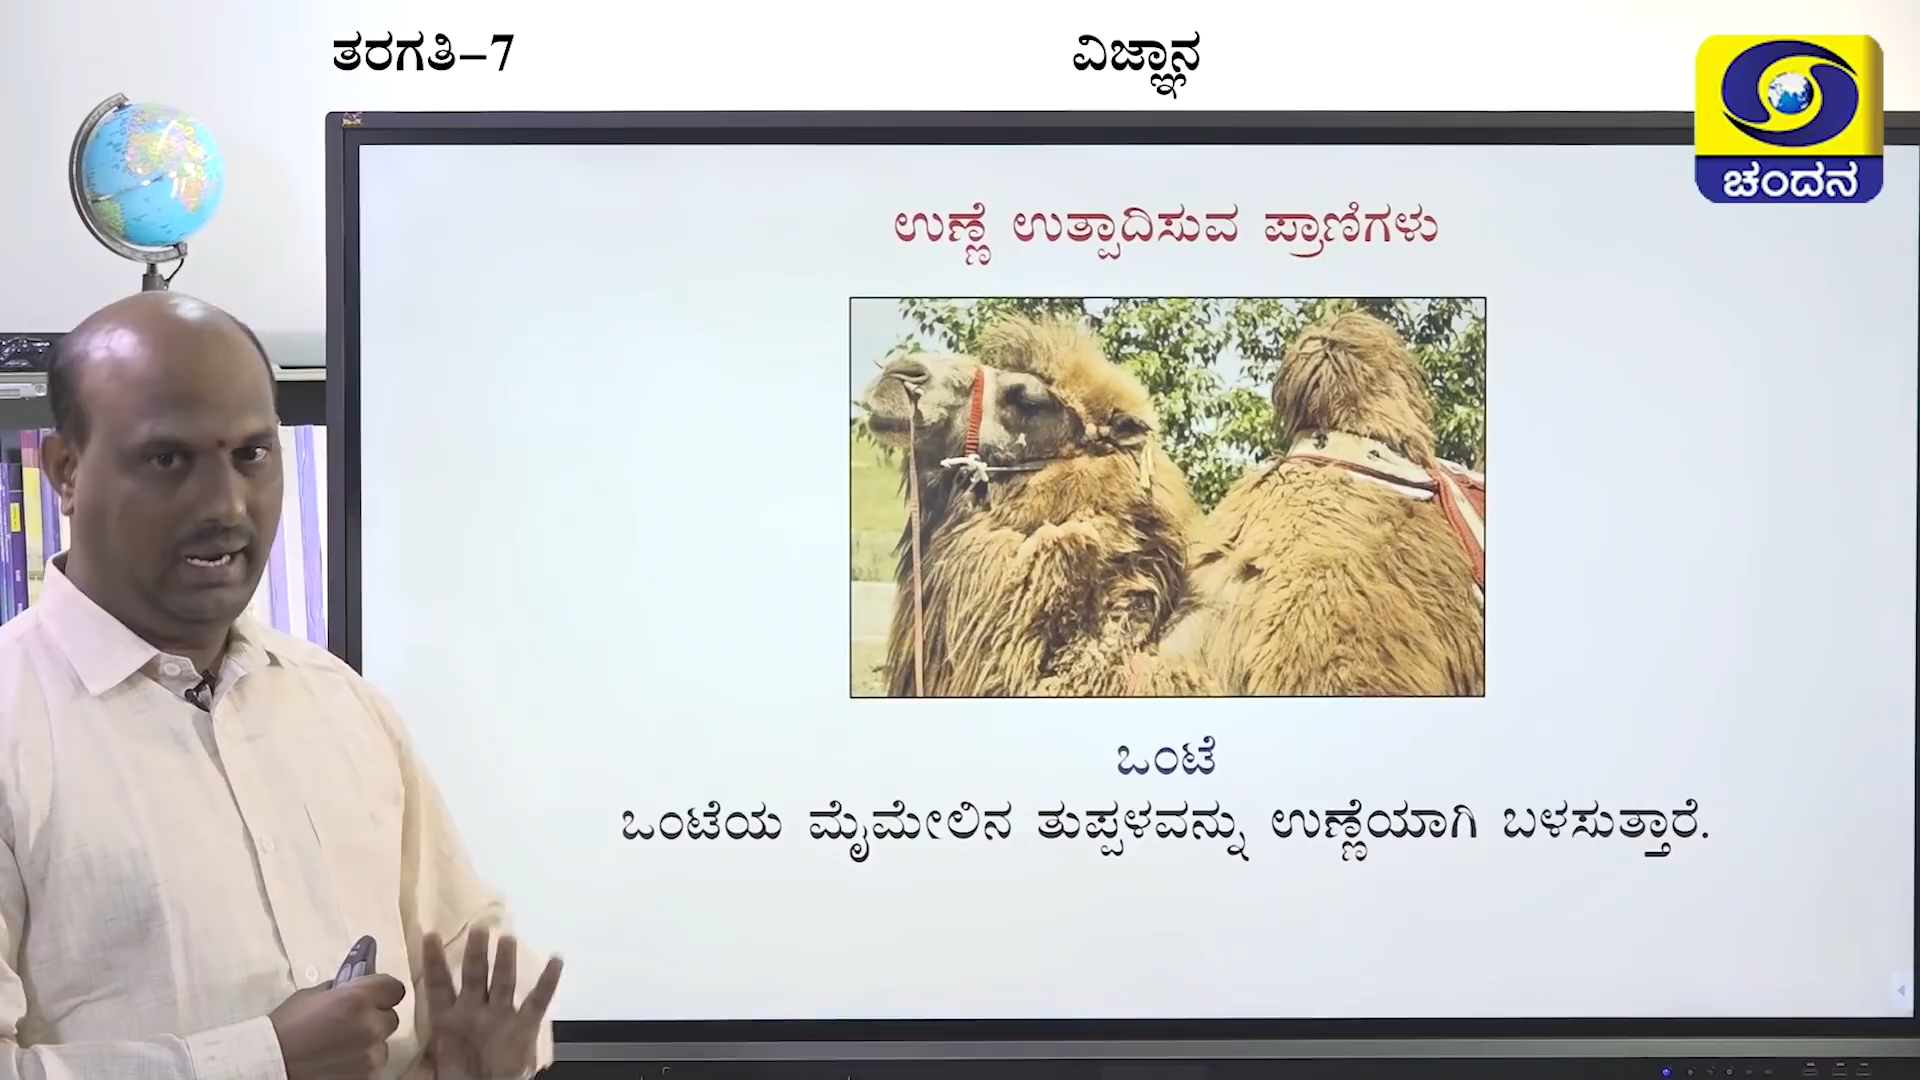 ತರಗತಿ–7
ವಿಜ್ಞಾನ
ಚಂದನ
ಉಣ್ಣೆ ಉತ್ಪಾದಿಸುವ ಪ್ರಾಣಿಗಳು
ಒಂಟೆ
ಒಂಟೆಯ ಮೈಮೇಲಿನ ತುಪ್ಪಳವನ್ನು ಉಣ್ಣೆಯಾಗಿ ಬಳಸುತ್ತಾರೆ.